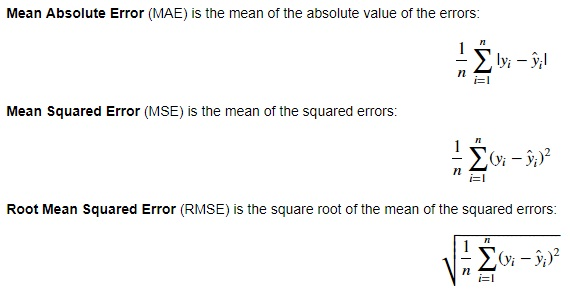 Mean Absolute Error (MAE) is the mean of the absolute value of the errors:
\frac{1}{n} \sum_{i=1}^{n} |y_i - \hat{y}_i|
Mean Squared Error (MSE) is the mean of the squared errors:
\frac{1}{n} \sum_{i=1}^{n} (y_i - \hat{y}_i)^2
Root Mean Squared Error (RMSE) is the square root of the mean of the squared errors:
\sqrt{\frac{1}{n} \sum_{i=1}^{n} (y_i - \hat{y}_i)^2}